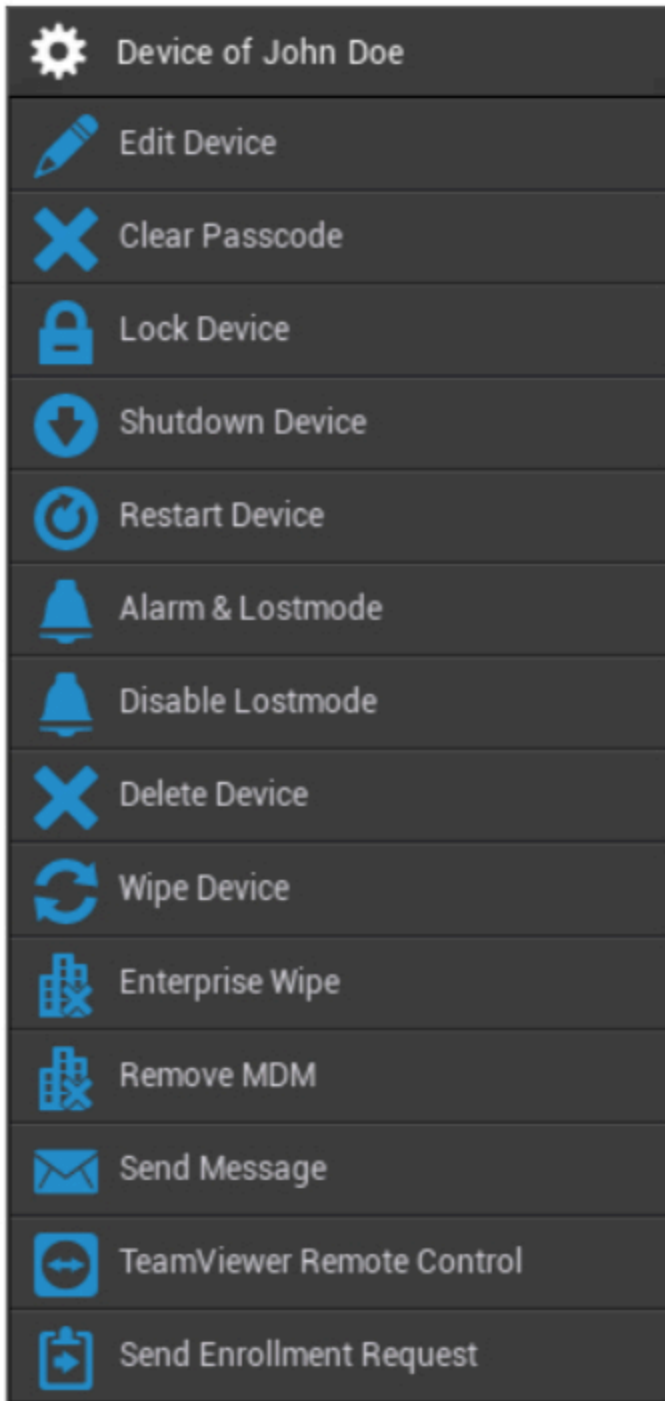 Device of John Doe
Edit Device
Clear Passcode
Lock Device
Shutdown Device
Restart Device
Alarm & Lostmode
Disable Lostmode
Delete Device
Wipe Device
Enterprise Wipe
Remove MDM
Send Message
TeamViewer Remote Control
Send Enrollment Request